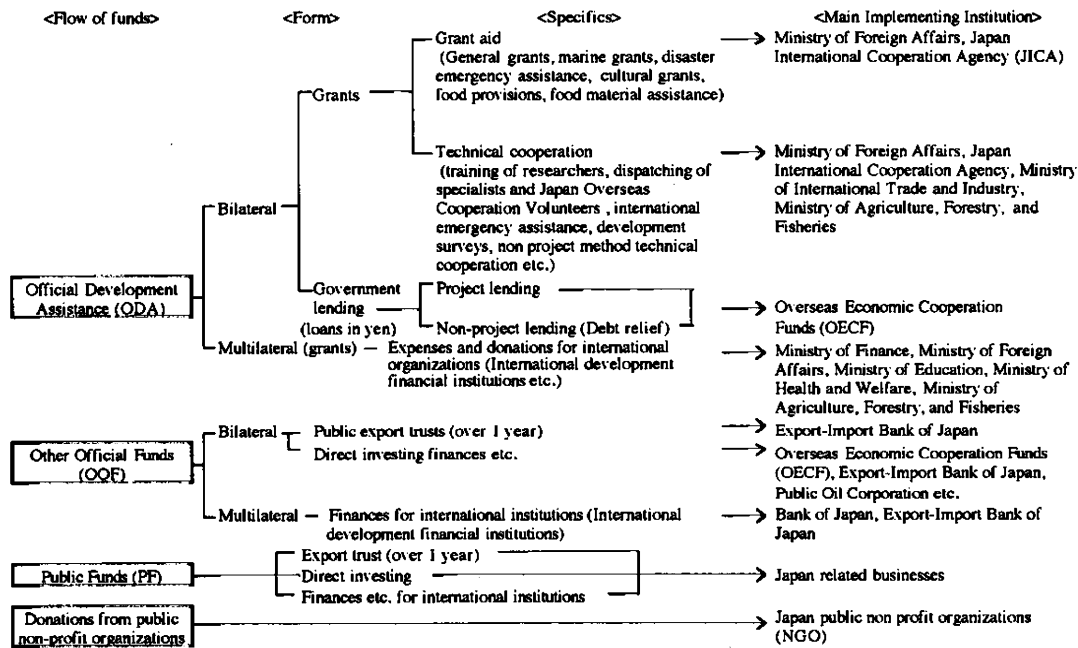 <Flow of funds>
<Form>
<Specifics>
<Main Implementing Institution>
Official Development
Assistance (ODA)
Bilateral
Grants
Grant aid
(General grants, marine grants, disaster
emergency assistance, cultural grants,
food provisions, food material assistance)
Ministry of Foreign Affairs, Japan
International Cooperation Agency (JICA)
Technical cooperation
(training of researchers, dispatching of
specialists and Japan Overseas
Cooperation Volunteers , international
emergency assistance, development
surveys, non project method technical
cooperation etc.)
Ministry of Foreign Affairs, Japan
International Cooperation Agency, Ministry
of International Trade and Industry,
Ministry of Agriculture, Forestry, and
Fisheries
Government
lending
(loans in yen)
Project lending
Non-project lending (Debt relief)
Overseas Economic Cooperation
Funds (OECF)
Multilateral (grants)
Expenses and donations for international
organizations (International development
financial institutions etc.)
Ministry of Finance, Ministry of Foreign
Affairs, Ministry of Education, Ministry of
Health and Welfare, Ministry of
Agriculture, Forestry, and Fisheries
Other Official Funds
(OOF)
Bilateral
Public export trusts (over 1 year)
Export-Import Bank of Japan
Direct investing finances etc.
Overseas Economic Cooperation Funds
(OECF), Export-Import Bank of Japan,
Public Oil Corporation etc.
Multilateral
Finances for international institutions (International
development financial institutions)
Bank of Japan, Export-Import Bank of
Japan
Public Funds (PF)
Export trust (over 1 year)
Direct investing
Finances etc. for international institutions
Japan related businesses
Donations from public
non-profit organizations
Japan public non profit organizations
(NGO)